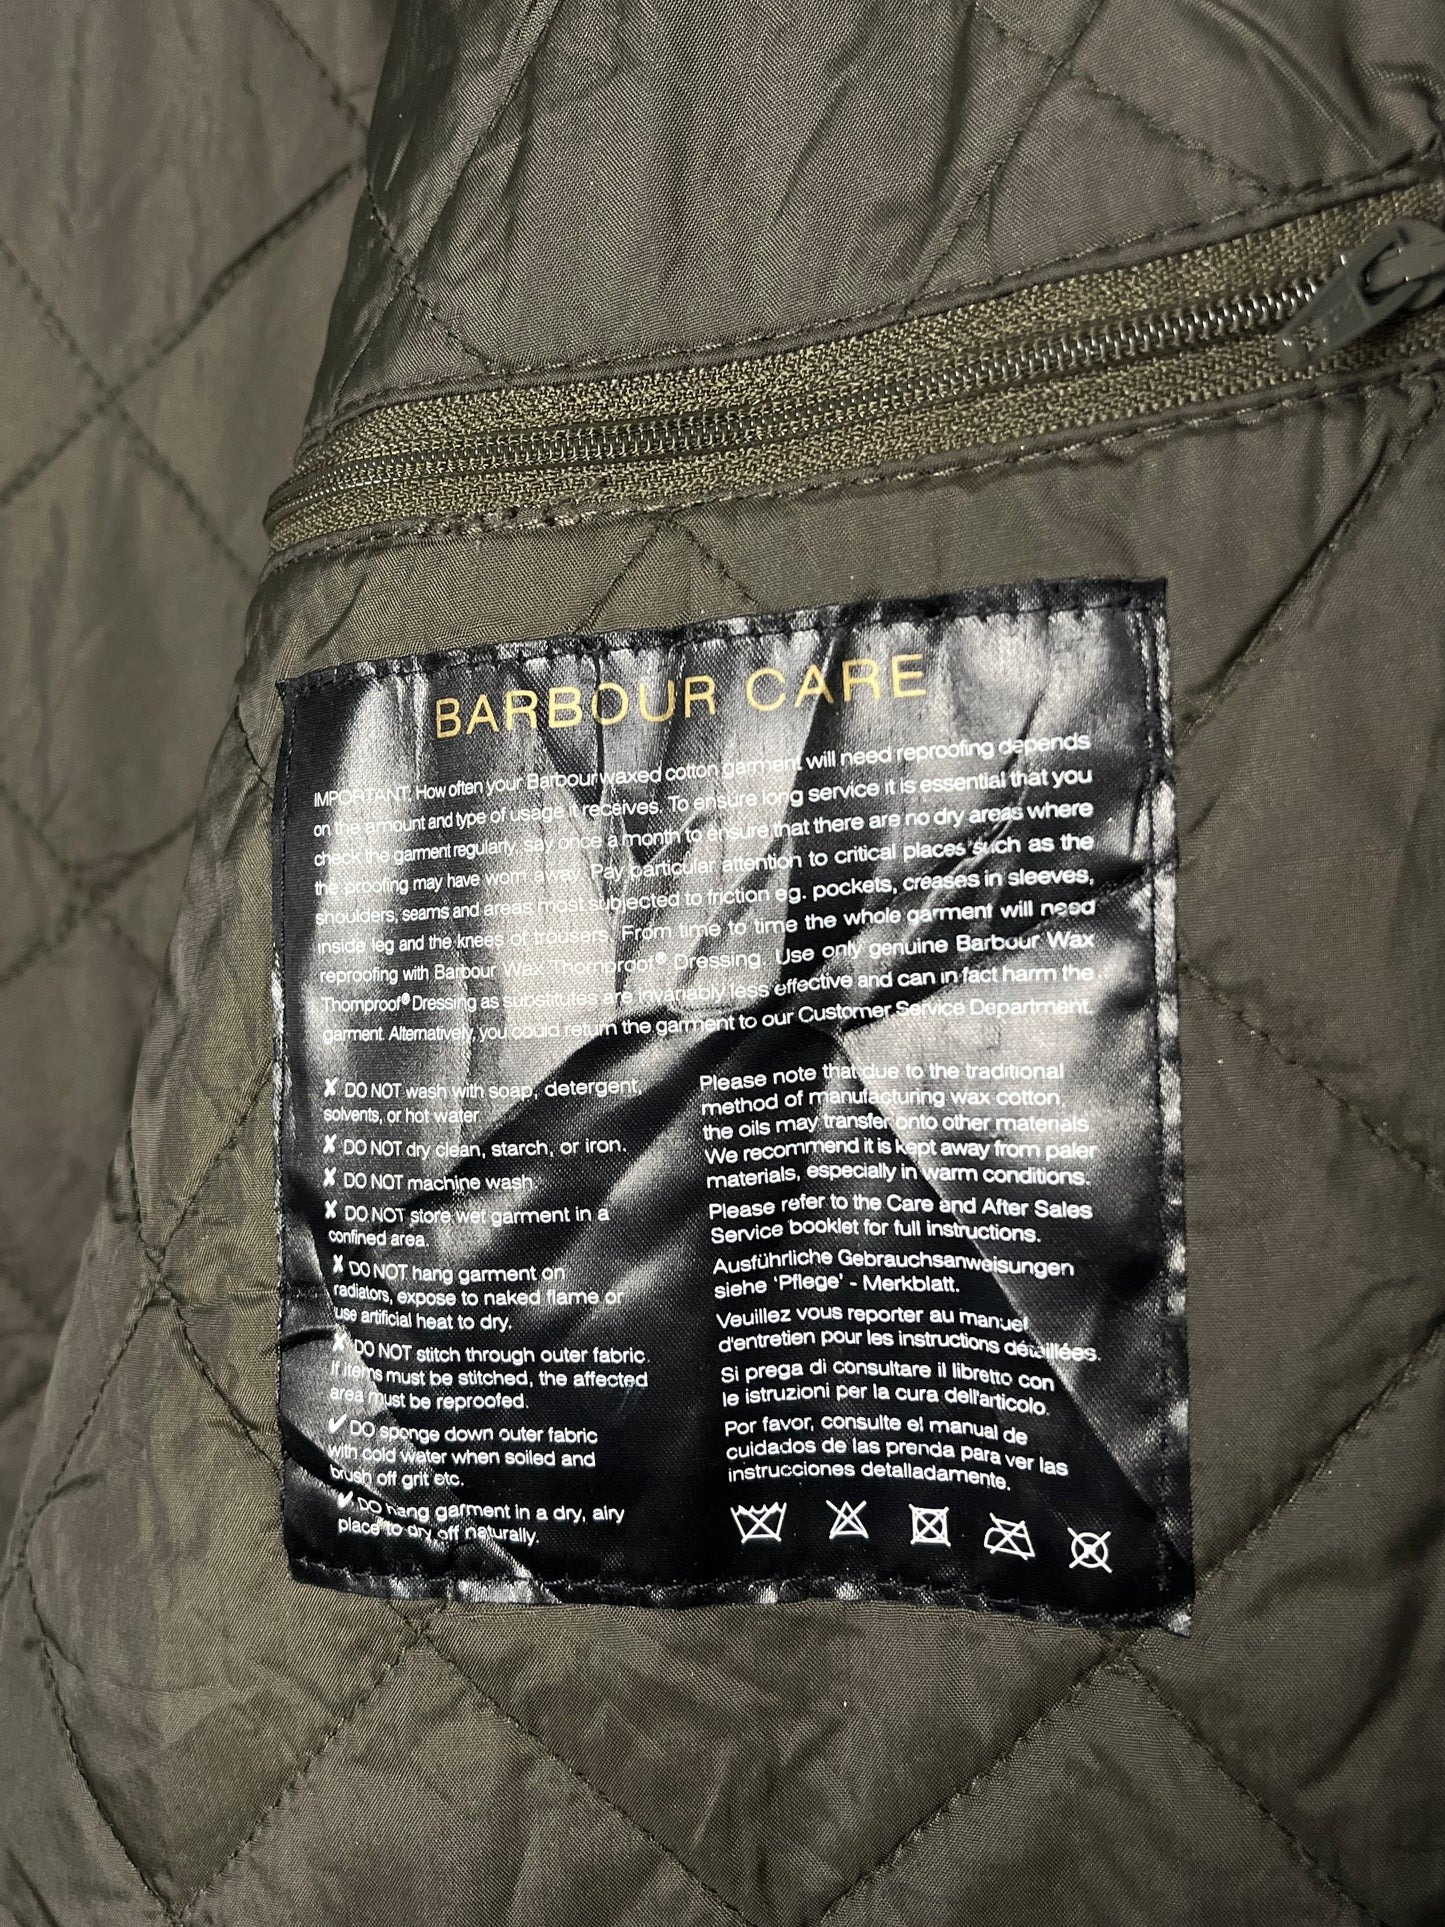 BARBOUR CARE
IMPORTANT. How often your Barbour waxed cotton garment will need reproofing depends
on the amount and type of usage it receives. To ensure long service it is essential that you
check the garment regularly, say once a month to ensure that there are no dry areas where
the proofing may have worn away. Pay particular attention to critical places such as the
shoulders, seams and areas most subjected to friction eg. pockets, creases in sleeves,
inside leg and the knees of trousers. From time to time the whole garment will need
reproofing with Barbour Wax Thornproof® Dressing. Use only genuine Barbour Wax
Thornproof® Dressing as substitutes are invariably less effective and can in fact harm the
garment. Alternatively, you could return the garment to our Customer Service Department.
✘ DO NOT wash with soap, detergent,
solvents, or hot water
✘ DO NOT dry clean, starch, or iron.
✘ DO NOT machine wash.
✘ DO NOT store wet garment in a
confined area.
✘ DO NOT hang garment on
radiators, expose to naked flame or
use artificial heat to dry.
✘ DO NOT stitch through outer fabric.
If items must be stitched, the affected
area must be reproofed.
✔ DO sponge down outer fabric
with cold water when soiled and
brush off grit etc.
✔ DO hang garment in a dry, airy
place to dry off naturally.
Please note that due to the traditional
method of manufacturing wax cotton,
the oils may transfer onto other materials
We recommend it is kept away from paler
materials, especially in warm conditions.
Please refer to the Care and After Sales
Service booklet for full instructions.
Ausführliche Gebrauchsanweisungen
siehe 'Pflege' - Merkblatt.
Veuillez vous reporter au manuel
d'entretien pour les instructions détaillées.
Si prega di consultare il libretto con
le istruzioni per la cura dell'articolo.
Por favor, consulte el manual de
cuidados de las prenda para ver las
instrucciones detalladamente.